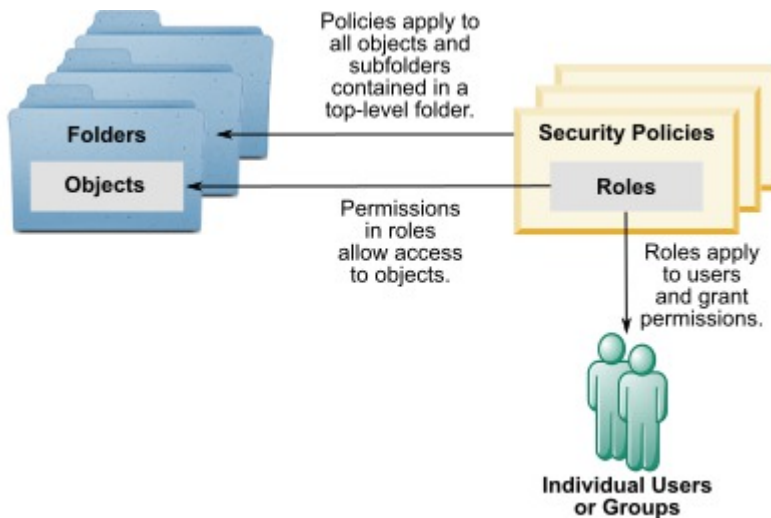 Policies apply to
all objects and
subfolders
contained in a
top-level folder.
Folders
Security Policies
Objects
Roles
Permissions
in roles
allow access
to objects.
Roles apply
to users
and grant
permissions.
Individual Users
or Groups